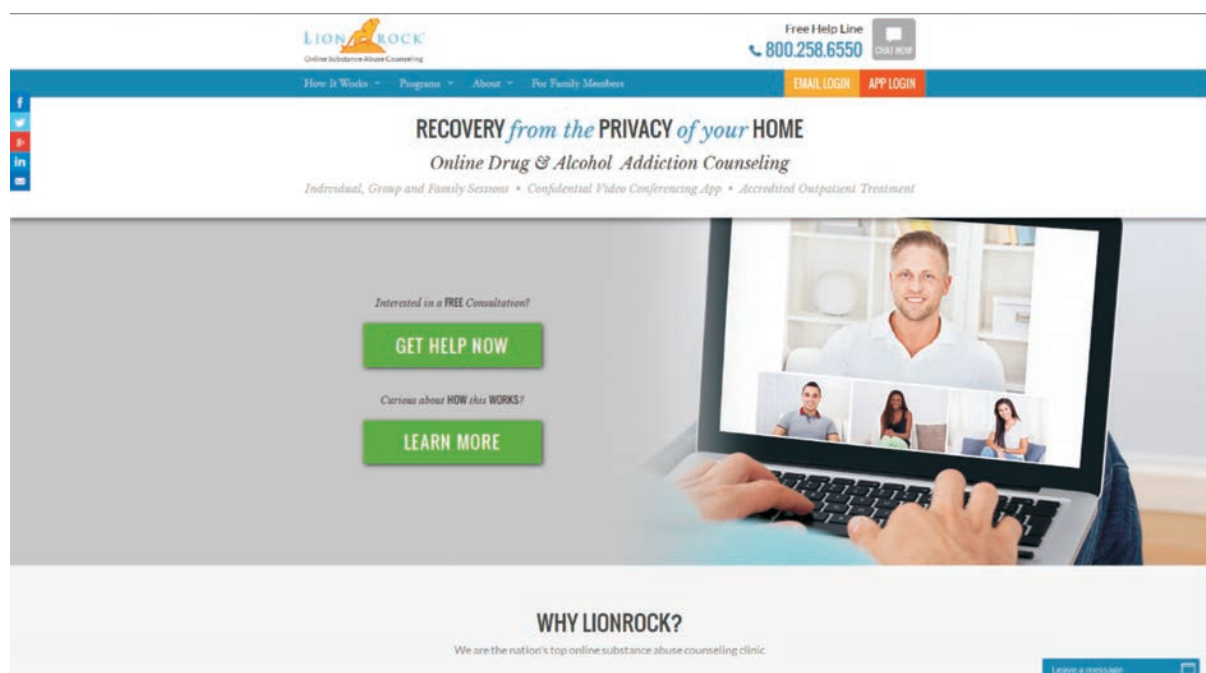 LION ROCK
Online Substance Abuse Counseling
Free Help Line
800.258.6550
CHAT NOW
How It Works
Programs
About
For Family Members
EMAIL LOGIN
APP LOGIN
RECOVERY from the PRIVACY of your HOME
Online Drug & Alcohol Addiction Counseling
Individual, Group and Family Sessions • Confidential Video Conferencing App • Accredited Outpatient Treatment
f
g+
in
Interested in a FREE Consultation?
GET HELP NOW
Curious about HOW this WORKS?
LEARN MORE
WHY LIONROCK?
We are the nation's top online substance abuse counseling clinic
Leave a message